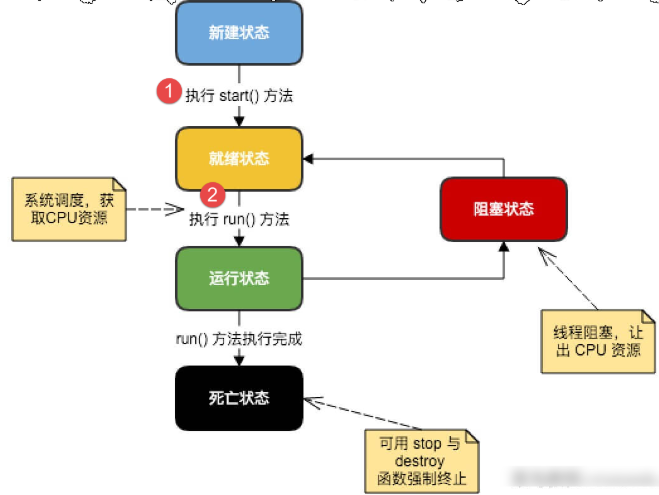 新建状态
1
执行 start() 方法
就绪状态
2
系统调度，获
取CPU资源
执行 run() 方法
阻塞状态
运行状态
线程阻塞，让
出 CPU 资源
run() 方法执行完成
死亡状态
可用 stop 与
destroy
函数强制终止